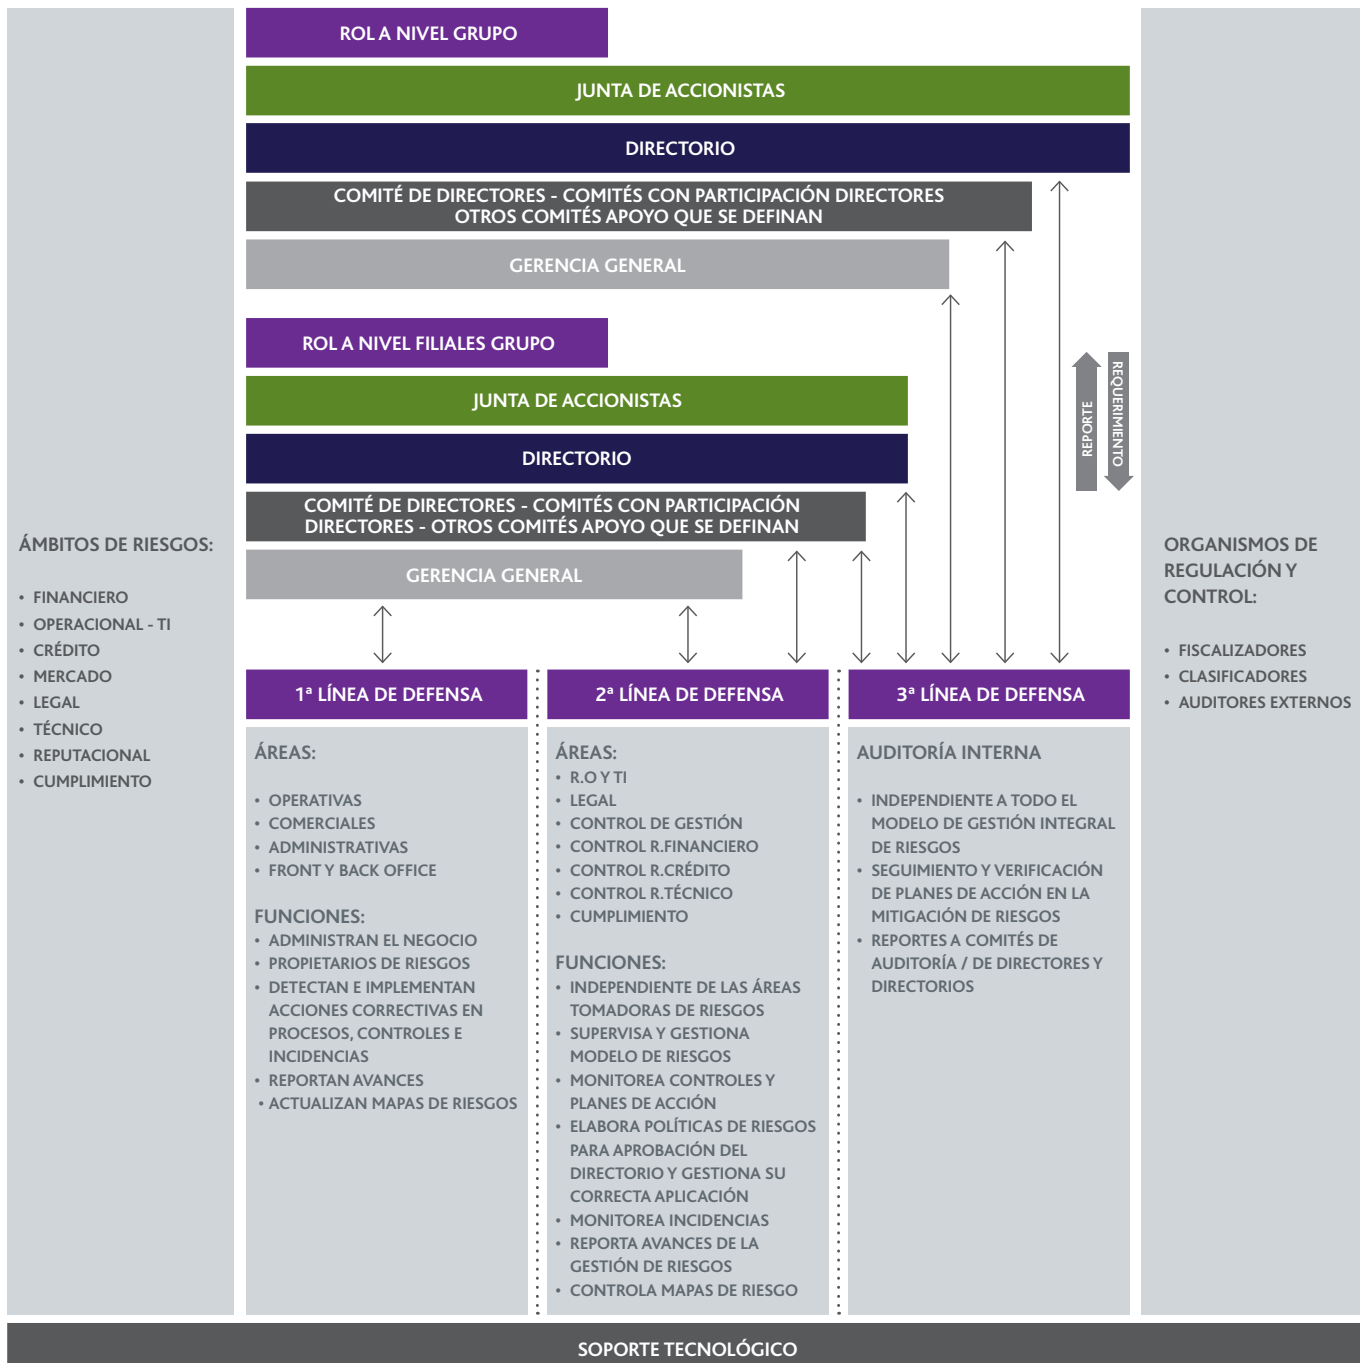 ROL A NIVEL GRUPO
JUNTA DE ACCIONISTAS
DIRECTORIO
COMITÉ DE DIRECTORES - COMITÉS CON PARTICIPACIÓN DIRECTORES
OTROS COMITÉS APOYO QUE SE DEFINAN
GERENCIA GENERAL
ROL A NIVEL FILIALES GRUPO
JUNTA DE ACCIONISTAS
DIRECTORIO
COMITÉ DE DIRECTORES - COMITÉS CON PARTICIPACIÓN
DIRECTORES - OTROS COMITÉS APOYO QUE SE DEFINAN
GERENCIA GENERAL
REPORTE
REQUERIMIENTO
ÁMBITOS DE RIESGOS:
• FINANCIERO
• OPERACIONAL - TI
• CRÉDITO
• MERCADO
• LEGAL
• TÉCNICO
• REPUTACIONAL
• CUMPLIMIENTO
1ª LÍNEA DE DEFENSA
ÁREAS:
• OPERATIVAS
• COMERCIALES
• ADMINISTRATIVAS
• FRONT Y BACK OFFICE
FUNCIONES:
• ADMINISTRAN EL NEGOCIO
• PROPIETARIOS DE RIESGOS
• DETECTAN E IMPLEMENTAN
ACCIONES CORRECTIVAS EN
PROCESOS, CONTROLES E
INCIDENCIAS
• REPORTAN AVANCES
• ACTUALIZAN MAPAS DE RIESGOS
2ª LÍNEA DE DEFENSA
ÁREAS:
• R.O Y TI
• LEGAL
• CONTROL DE GESTIÓN
• CONTROL R.FINANCIERO
• CONTROL R.CRÉDITO
• CONTROL R.TÉCNICO
• CUMPLIMIENTO
FUNCIONES:
• INDEPENDIENTE DE LAS ÁREAS
TOMADORAS DE RIESGOS
• SUPERVISA Y GESTIONA
MODELO DE RIESGOS
• MONITOREA CONTROLES Y
PLANES DE ACCIÓN
• ELABORA POLÍTICAS DE RIESGOS
PARA APROBACIÓN DEL
DIRECTORIO Y GESTIONA SU
CORRECTA APLICACIÓN
• MONITOREA INCIDENCIAS
• REPORTA AVANCES DE LA
GESTIÓN DE RIESGOS
• CONTROLA MAPAS DE RIESGO
3ª LÍNEA DE DEFENSA
AUDITORÍA INTERNA
• INDEPENDIENTE A TODO EL
MODELO DE GESTIÓN INTEGRAL
DE RIESGOS
• SEGUIMIENTO Y VERIFICACIÓN
DE PLANES DE ACCIÓN EN LA
MITIGACIÓN DE RIESGOS
• REPORTES A COMITÉS DE
AUDITORÍA / DE DIRECTORES Y
DIRECTORIOS
ORGANISMOS DE
REGULACIÓN Y
CONTROL:
• FISCALIZADORES
• CLASIFICADORES
• AUDITORES EXTERNOS
SOPORTE TECNOLÓGICO